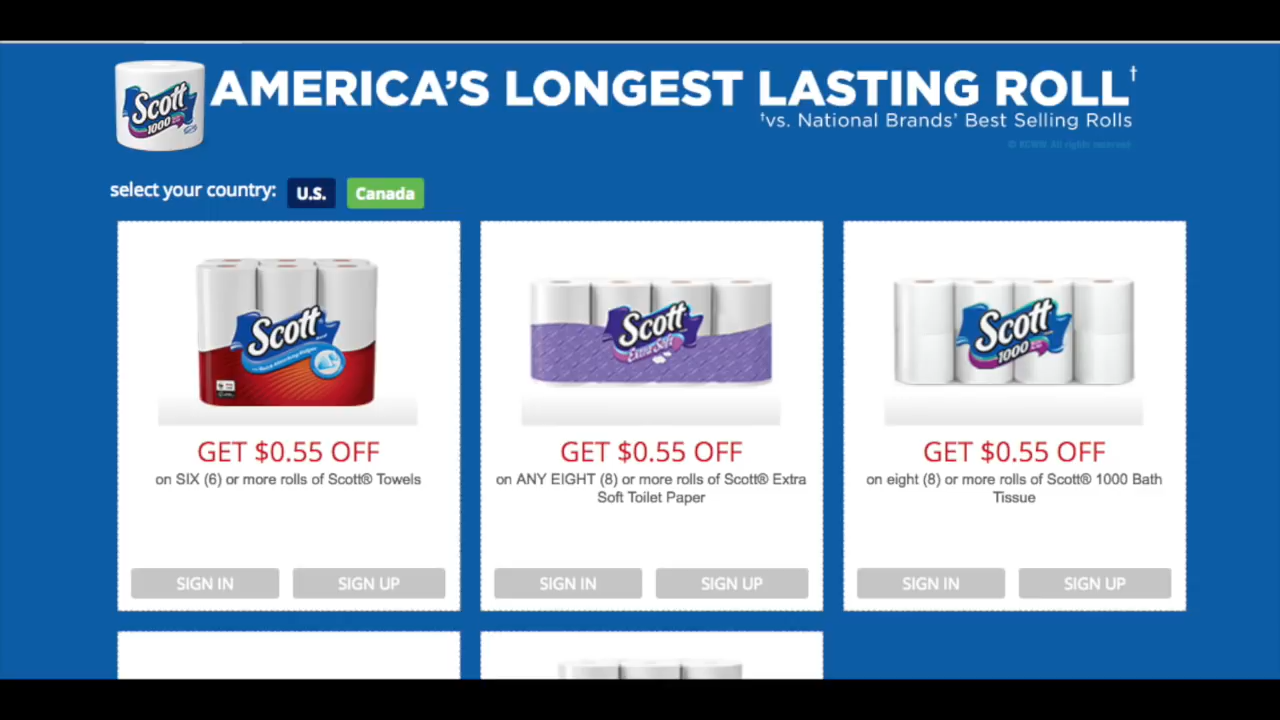 Scott
1000
AMERICA'S LONGEST LASTING ROLL†
†vs. National Brands' Best Selling Rolls
© KCWW All rights reserved.
select your country:
U.S.
Canada
Scott
Scott
Extra Soft
Scott
1000
GET $0.55 OFF
on SIX (6) or more rolls of Scott® Towels
GET $0.55 OFF
on ANY EIGHT (8) or more rolls of Scott® Extra
Soft Toilet Paper
GET $0.55 OFF
on eight (8) or more rolls of Scott® 1000 Bath
Tissue
SIGN IN
SIGN UP
SIGN IN
SIGN UP
SIGN IN
SIGN UP